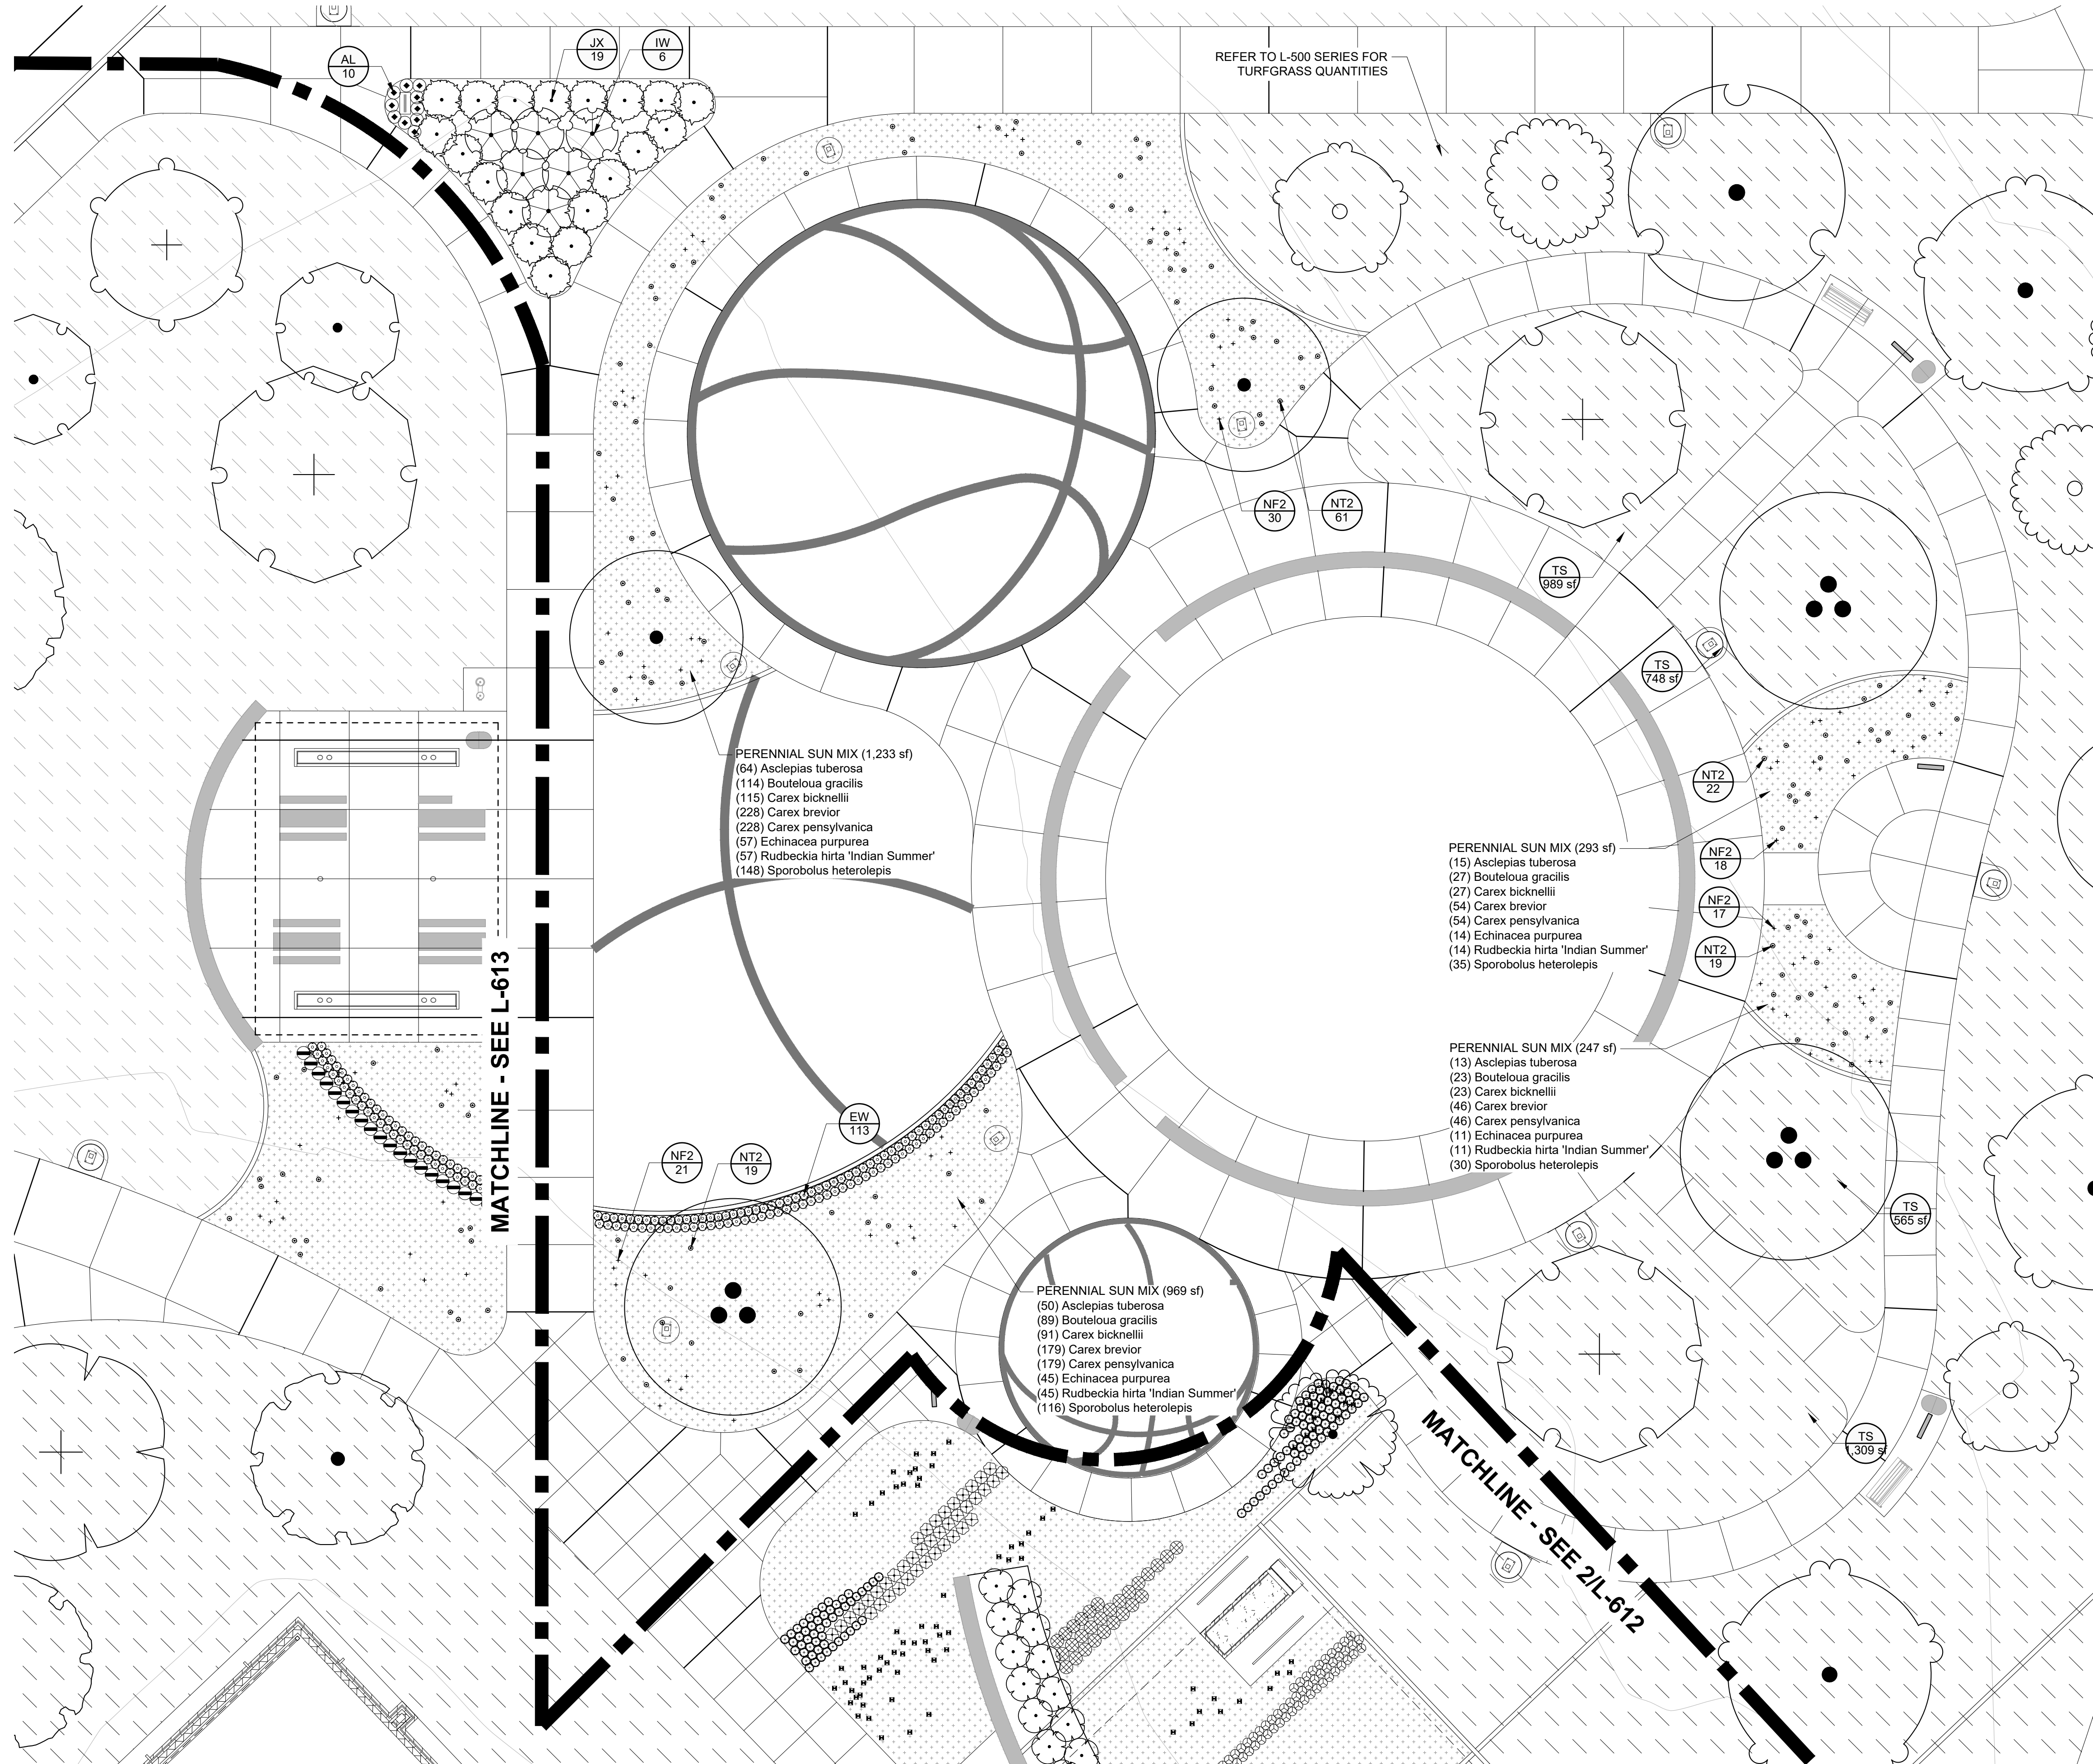 AL
10
JX
19
IW
6
REFER TO L-500 SERIES FOR
TURFGRASS QUANTITIES
NF2
30
NT2
61
TS
989 sf
TS
748 sf
PERENNIAL SUN MIX (1,233 sf)
(64) Asclepias tuberosa
(114) Bouteloua gracilis
(115) Carex bicknellii
(228) Carex brevior
(228) Carex pensylvanica
(57) Echinacea purpurea
(57) Rudbeckia hirta 'Indian Summer'
(148) Sporobolus heterolepis
NT2
22
NF2
18
NF2
17
NT2
19
PERENNIAL SUN MIX (293 sf)
(15) Asclepias tuberosa
(27) Bouteloua gracilis
(27) Carex bicknellii
(54) Carex brevior
(54) Carex pensylvanica
(14) Echinacea purpurea
(14) Rudbeckia hirta 'Indian Summer'
(35) Sporobolus heterolepis
MATCHLINE - SEE L-613
PERENNIAL SUN MIX (247 sf)
(13) Asclepias tuberosa
(23) Bouteloua gracilis
(23) Carex bicknellii
(46) Carex brevior
(46) Carex pensylvanica
(11) Echinacea purpurea
(11) Rudbeckia hirta 'Indian Summer'
(30) Sporobolus heterolepis
EW
113
NF2
21
NT2
19
TS
565 sf
PERENNIAL SUN MIX (969 sf)
(50) Asclepias tuberosa
(89) Bouteloua gracilis
(91) Carex bicknellii
(179) Carex brevior
(179) Carex pensylvanica
(45) Echinacea purpurea
(45) Rudbeckia hirta 'Indian Summer'
(116) Sporobolus heterolepis
TS
1,309 sf
MATCHLINE - SEE 2/L-612